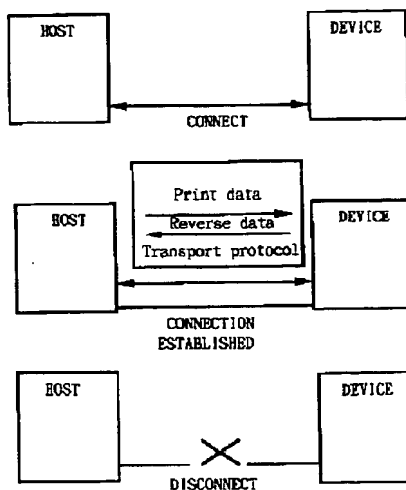 HOST DEVICE
CONNECT
Print data
Reverse data
Transport protocol
HOST DEVICE
CONNECTION
ESTABLISHED
HOST DEVICE
DISCONNECT